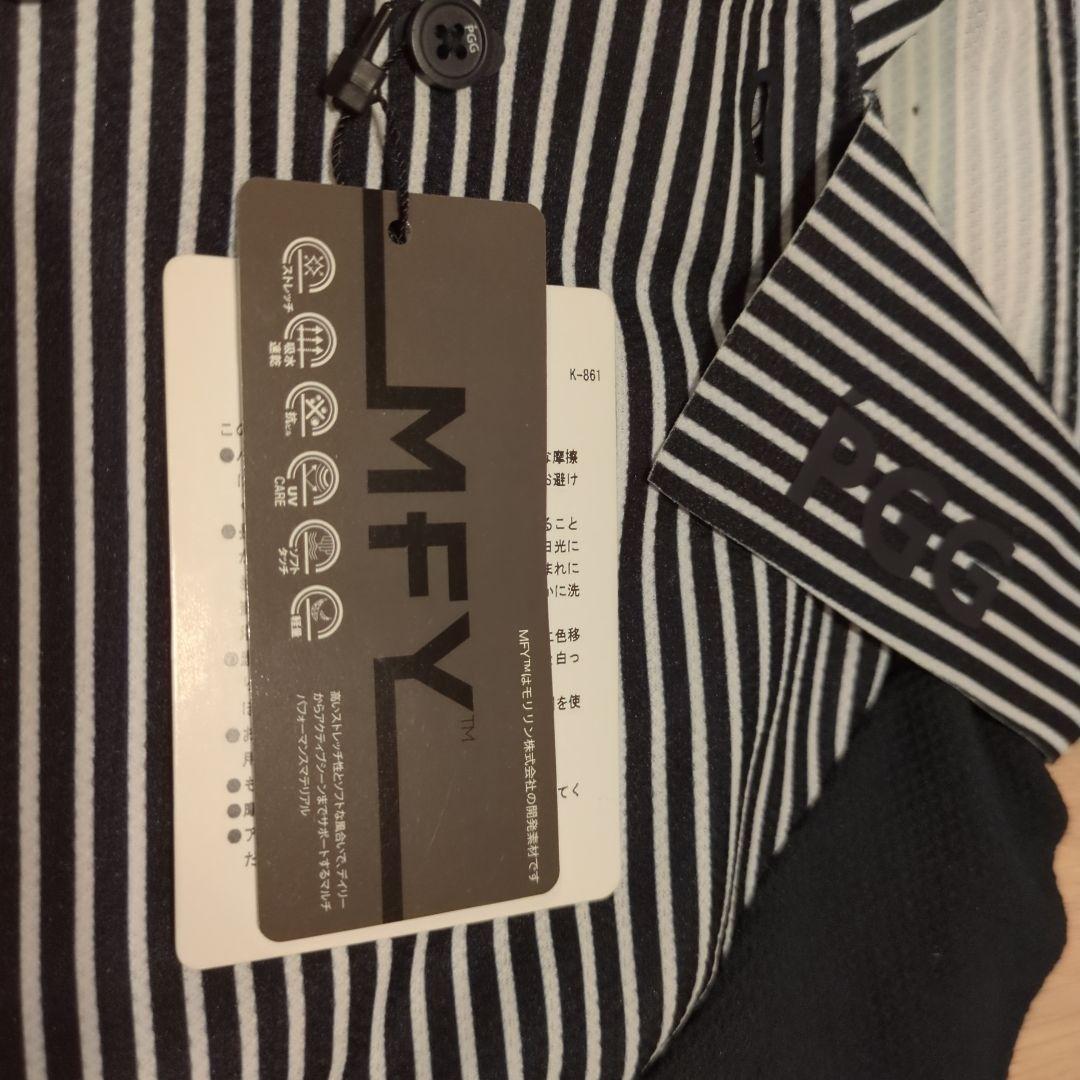 PGG
PGG
MFY™
ストレッチ
吸水
速乾
抗ピル
UV
CARE
ソフト
タッチ
軽量
高いストレッチ性とソフトな風合いで、デイリー
からアクティブシーンまでサポートするマルチ
パフォーマンスマテリアル
MFY™はモリリン株式会社の開発素材です
K-861
摩擦
避け
ること
日光に
まれに
かに洗
色移
白っ
を使
てく